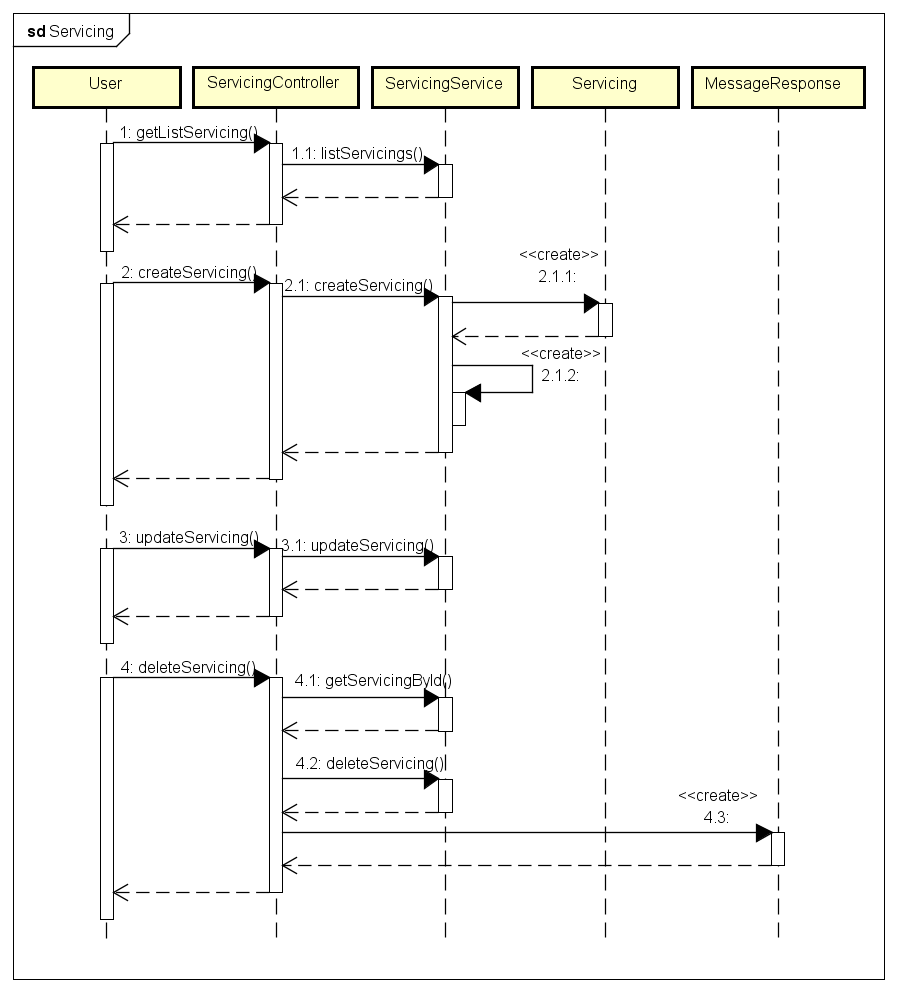 sd Servicing
User
ServicingController
ServicingService
Servicing
MessageResponse
1: getListServicing()
1.1: listServicings()
<<create>>
2.1.1:
2: createServicing()
2.1: createServicing()
<<create>>
2.1.2:
3: updateServicing()
3.1: updateServicing()
4: deleteServicing()
4.1: getServicingById()
4.2: deleteServicing()
<<create>>
4.3: